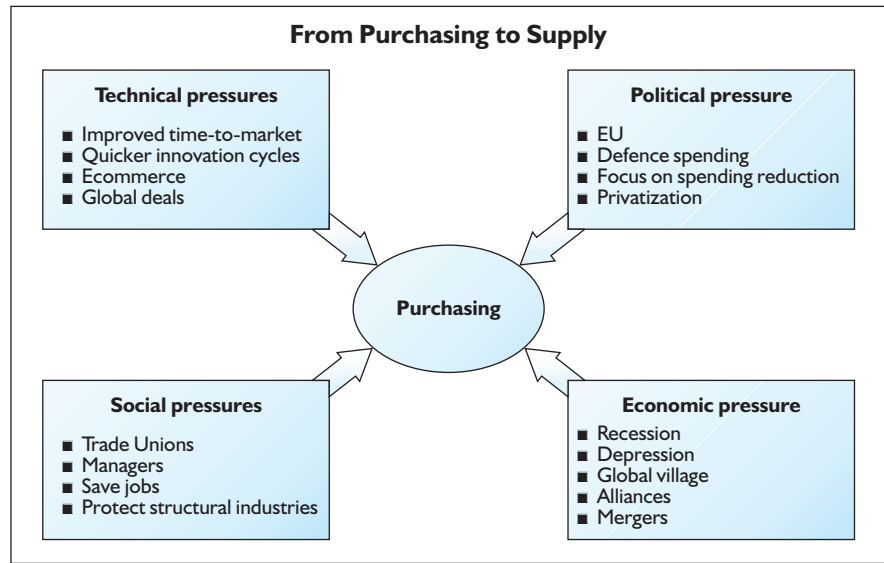 From Purchasing to Supply
Technical pressures
■ Improved time-to-market
■ Quicker innovation cycles
■ Ecommerce
■ Global deals
Political pressure
■ EU
■ Defence spending
■ Focus on spending reduction
■ Privatization
Purchasing
Social pressures
■ Trade Unions
■ Managers
■ Save jobs
■ Protect structural industries
Economic pressure
■ Recession
■ Depression
■ Global village
■ Alliances
■ Mergers